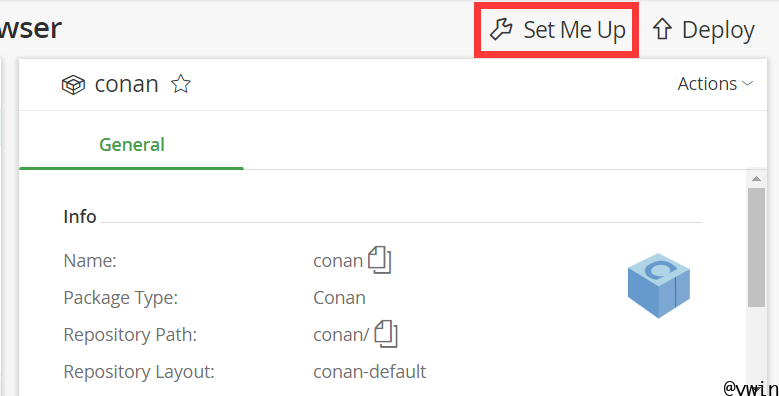 wser
Set Me Up
Deploy
conan
Actions
General
Info
Name: conan
Package Type: Conan
Repository Path: conan/
Repository Layout: conan-default
@vwin